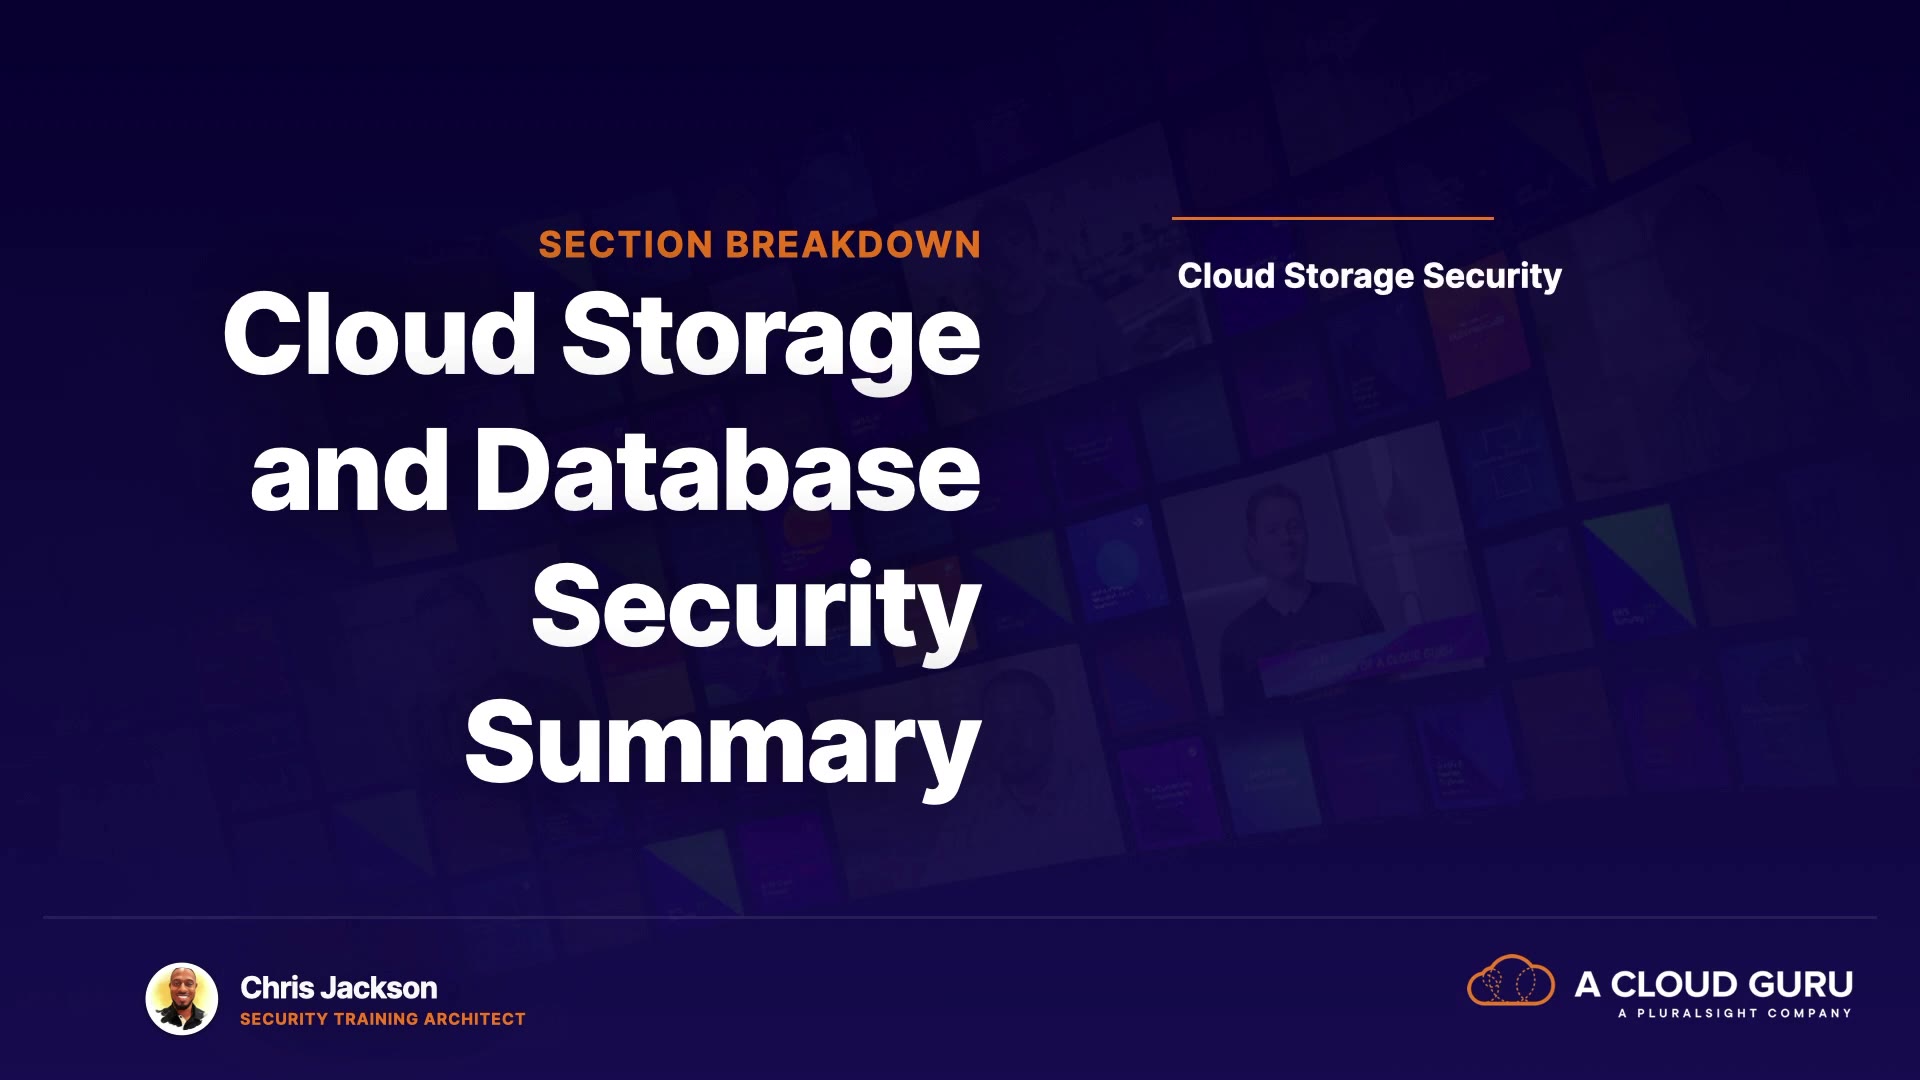 SECTION BREAKDOWN
Cloud Storage
and Database
Security
Summary
Cloud Storage Security
Chris Jackson
SECURITY TRAINING ARCHITECT
A CLOUD GURU
A PLURALSIGHT COMPANY